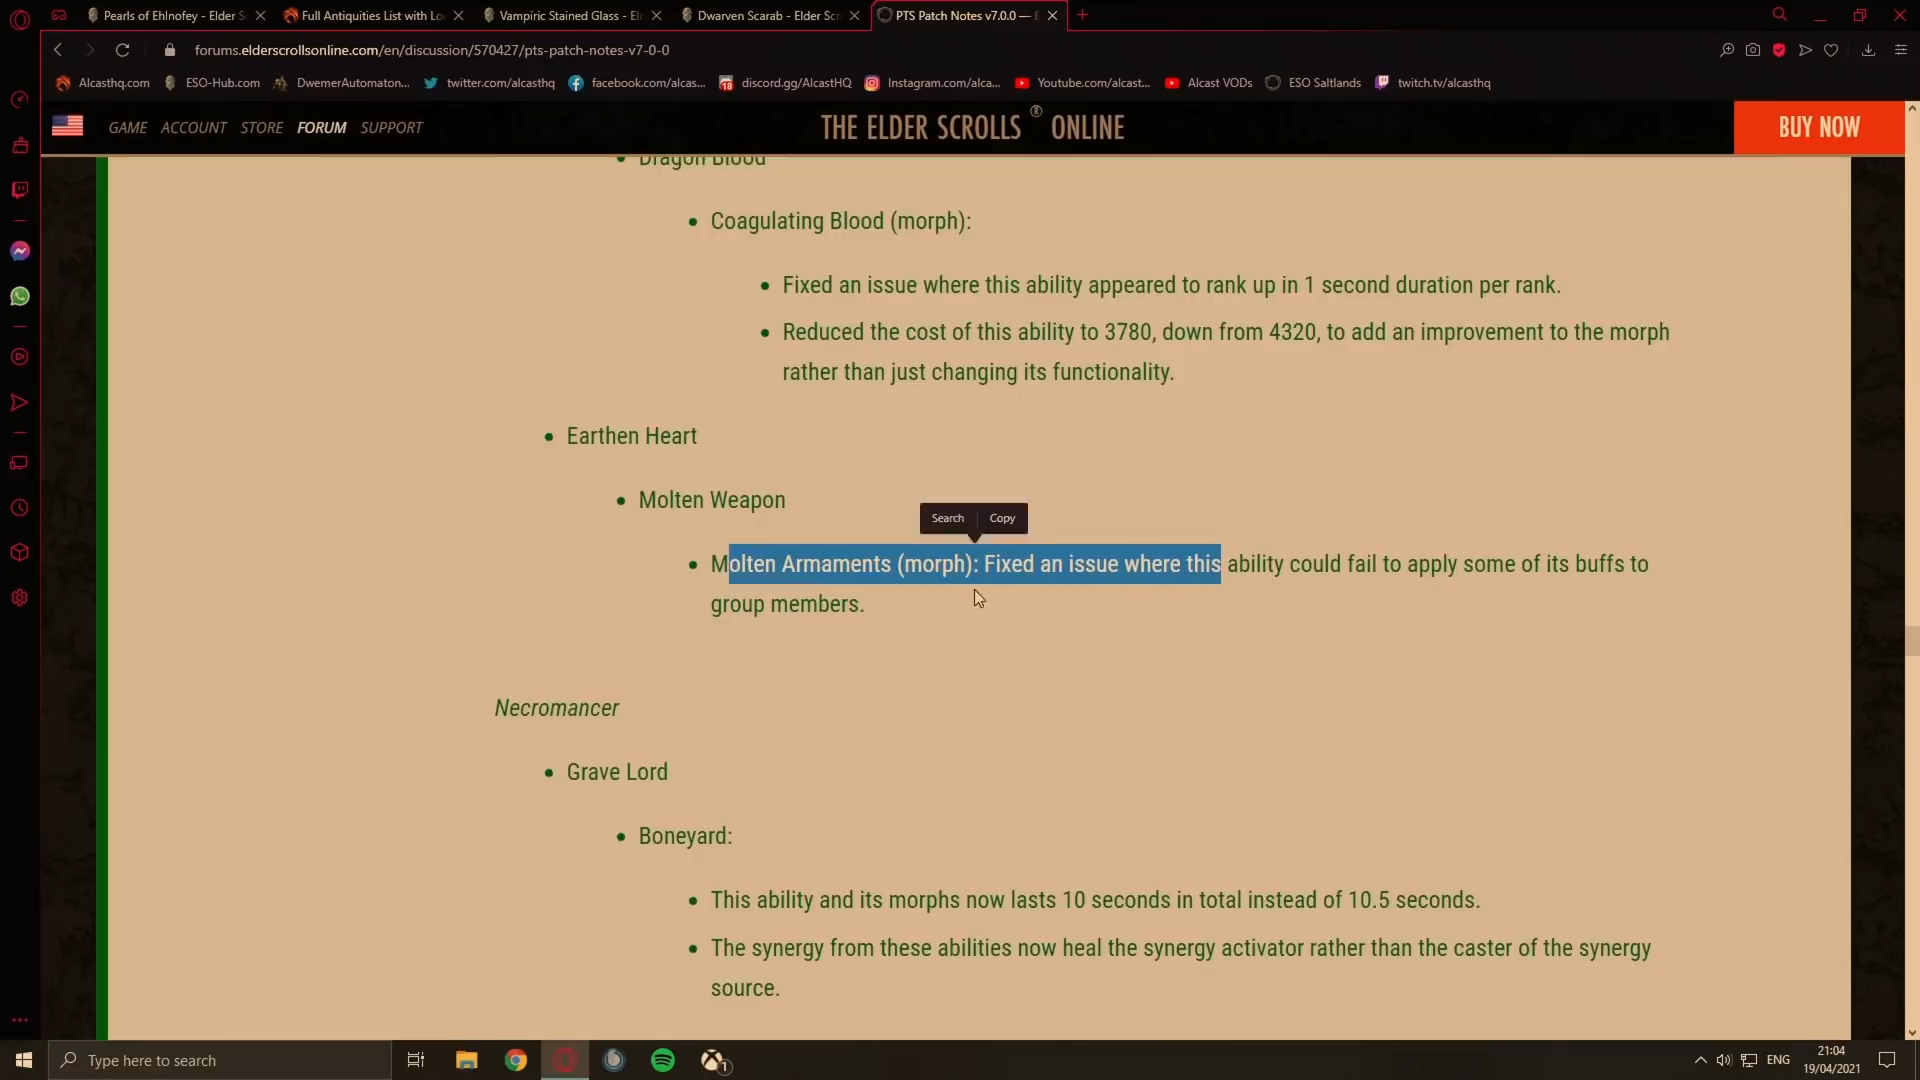 Pearls of Ehlnofey - Elder S
Full Antiquities List with Lo
Vampiric Stained Glass - El
Dwarven Scarab - Elder Scr
PTS Patch Notes v7.0.0 — E
forums.elderscrollsonline.com/en/discussion/570427/pts-patch-notes-v7-0-0
Alcasthq.com
ESO-Hub.com
DwemerAutomaton...
twitter.com/alcasthq
facebook.com/alcas...
18
discord.gg/AlcastHQ
Instagram.com/alca...
Youtube.com/alcast...
Alcast VODs
ESO Saltlands
twitch.tv/alcasthq
GAME ACCOUNT STORE FORUM SUPPORT
THE ELDER SCROLLS ® ONLINE
BUY NOW
Dragon Blood
Coagulating Blood (morph):
Fixed an issue where this ability appeared to rank up in 1 second duration per rank.
Reduced the cost of this ability to 3780, down from 4320, to add an improvement to the morph
rather than just changing its functionality.
Earthen Heart
Molten Weapon
Search Copy
Molten Armaments (morph): Fixed an issue where this ability could fail to apply some of its buffs to
group members.
Necromancer
Grave Lord
Boneyard:
This ability and its morphs now lasts 10 seconds in total instead of 10.5 seconds.
The synergy from these abilities now heal the synergy activator rather than the caster of the synergy
source.
Type here to search
1
ENG
21:04
19/04/2021